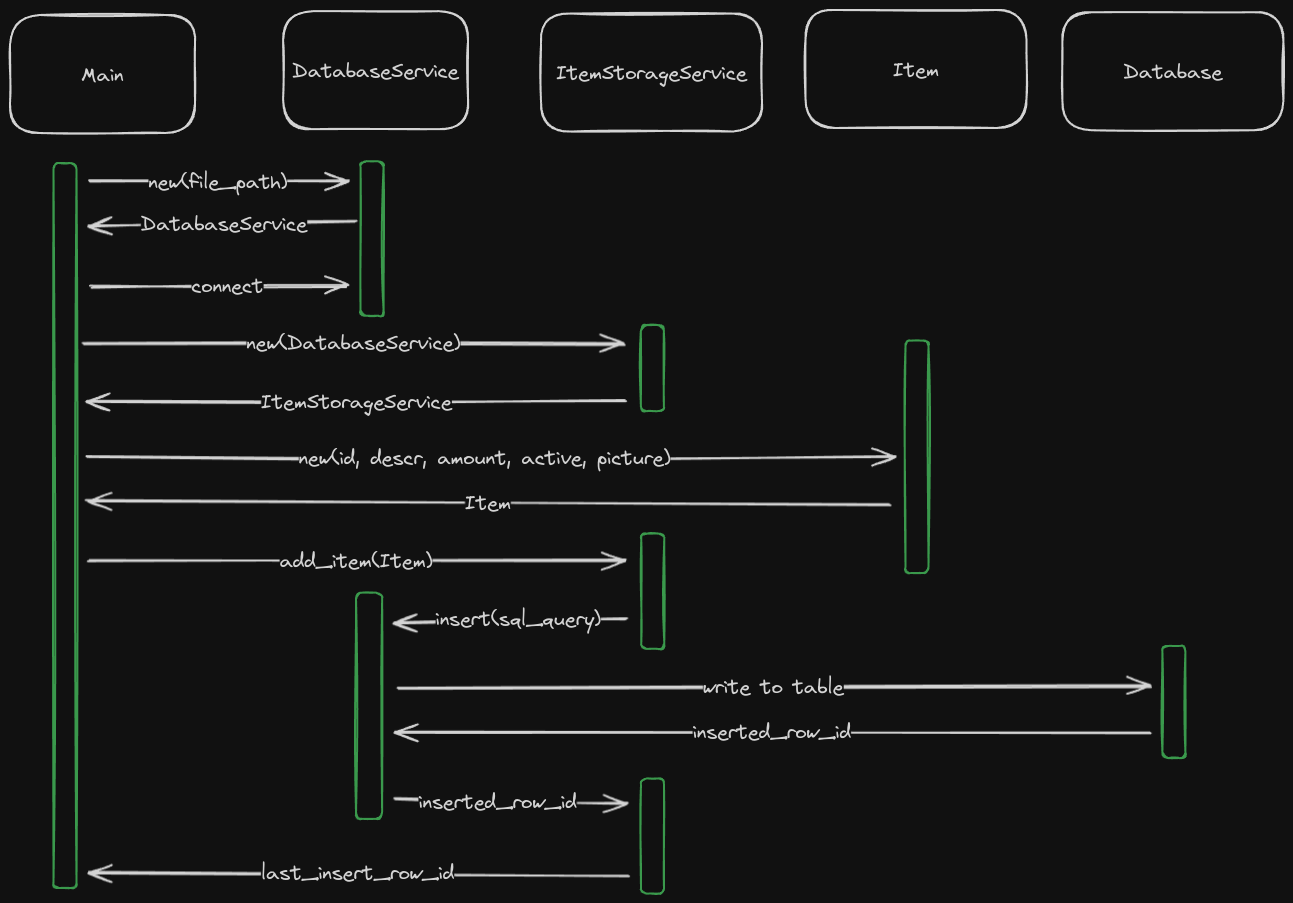 Main
DatabaseService
ItemStorageService
Item
Database
new(file_path)
DatabaseService
connect
new(DatabaseService)
ItemStorageService
new(id, descr, amount, active, picture)
Item
add_item(Item)
insert(sql_query)
write to table
inserted_row_id
inserted_row_id
last_insert_row_id